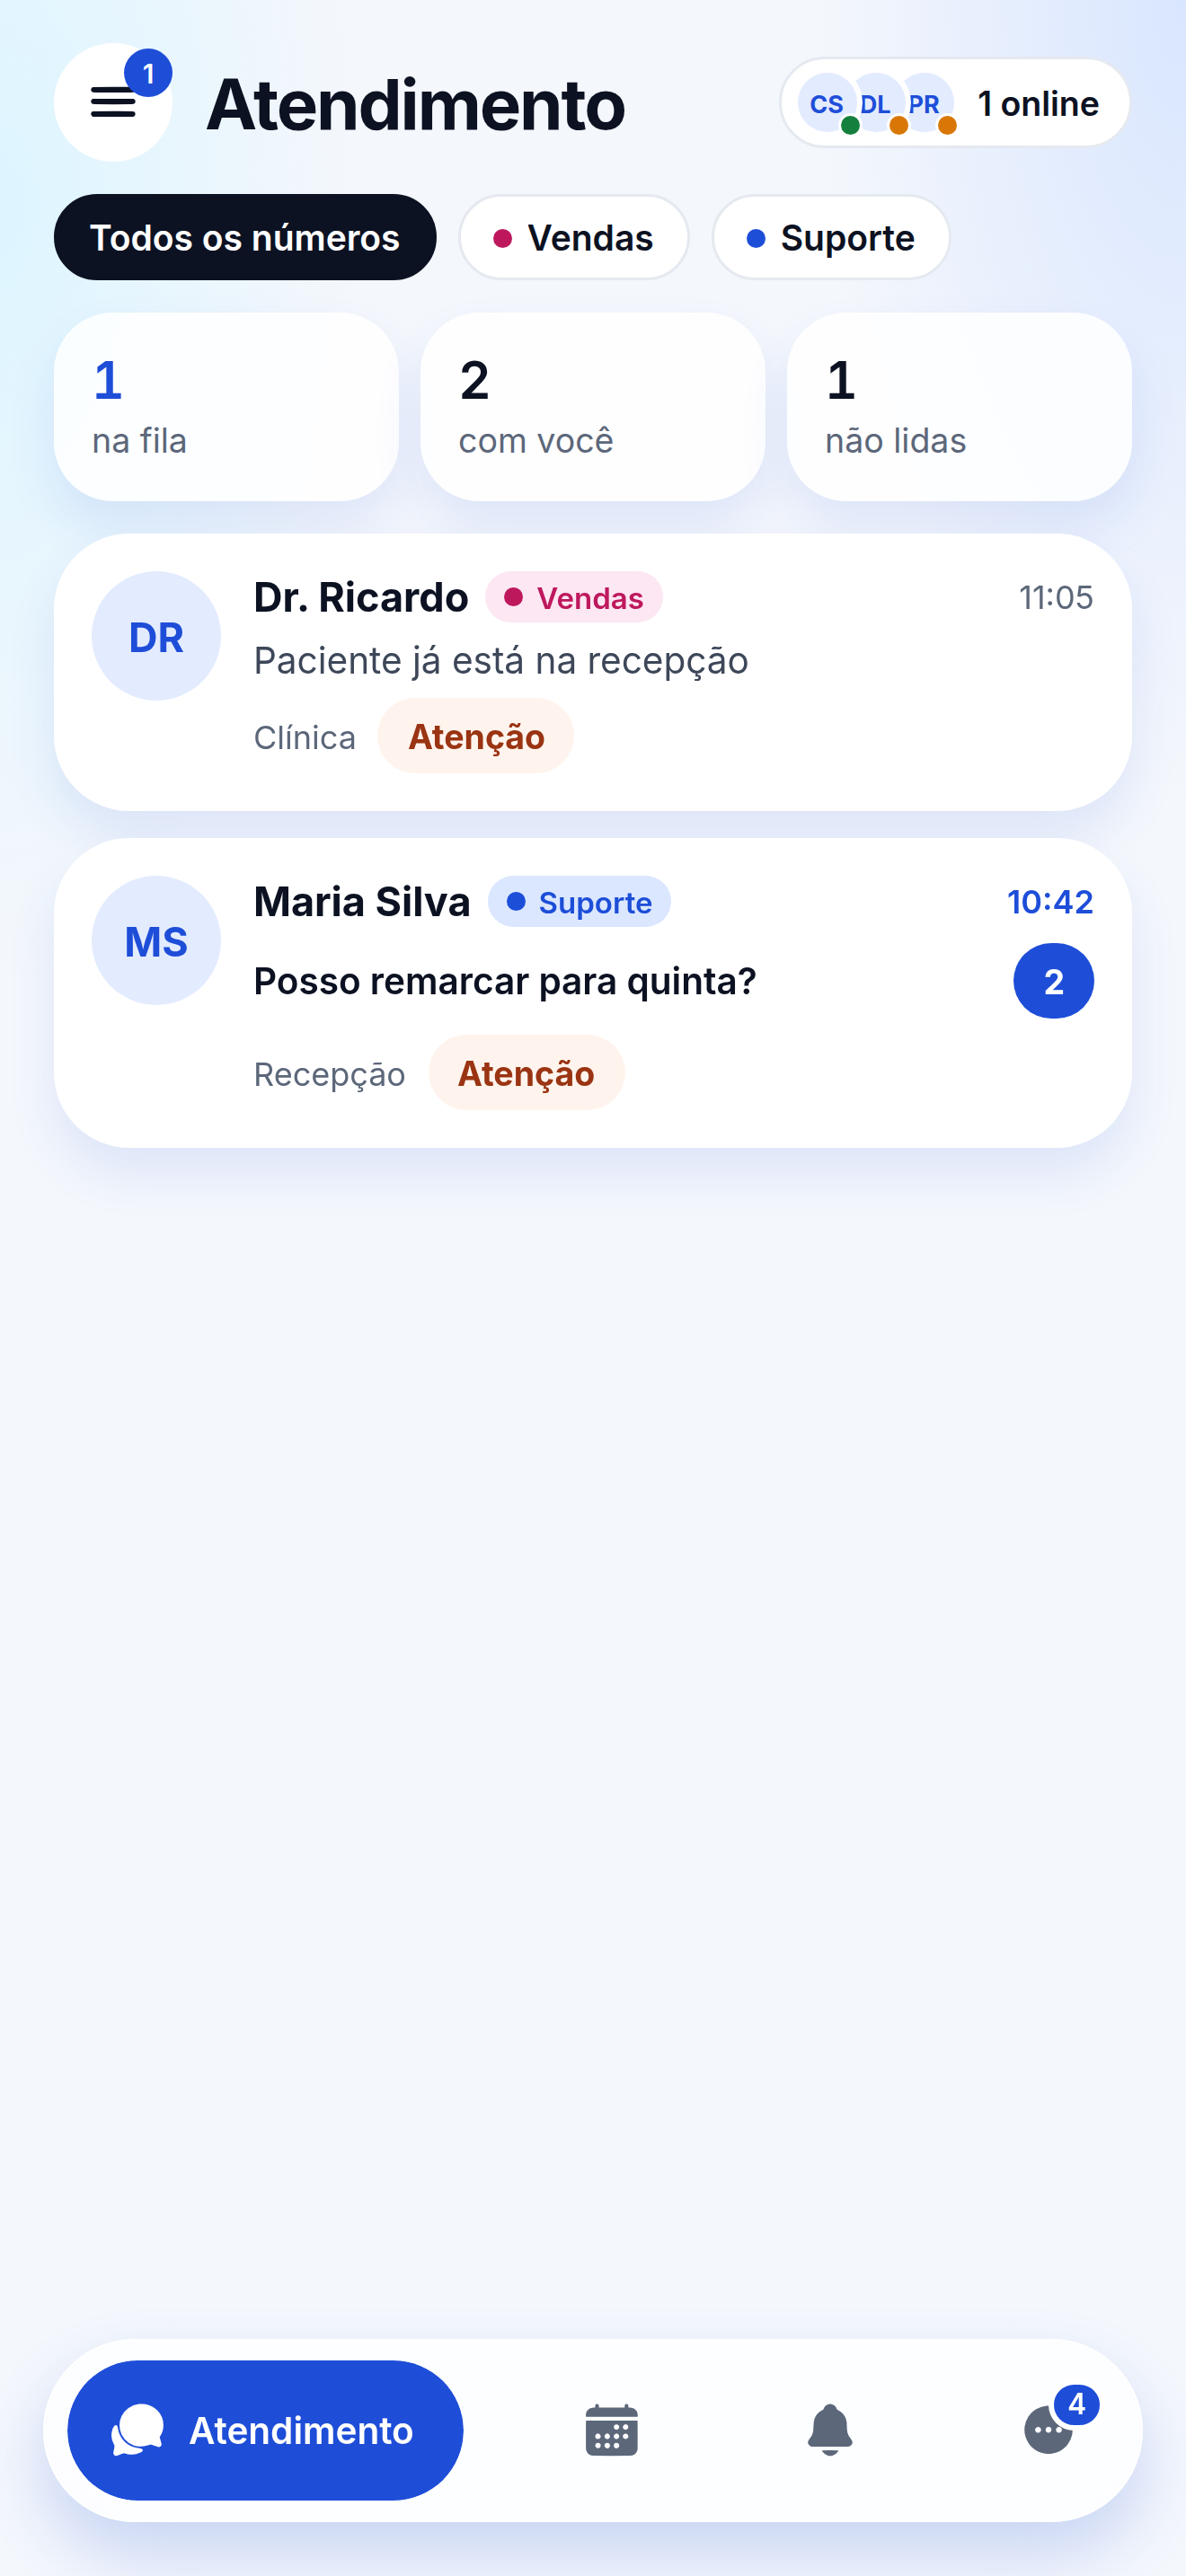 1
Atendimento
CS DL PR 1 online
Todos os números
Vendas
Suporte
1
na fila
2
com você
1
não lidas
DR
Dr. Ricardo Vendas 11:05
Paciente já está na recepção
Clínica Atenção
MS
Maria Silva Suporte 10:42
Posso remarcar para quinta? 2
Recepção Atenção
Atendimento
4